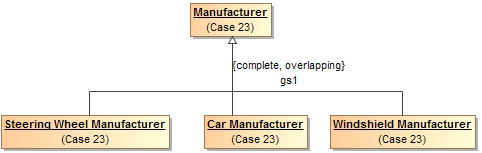 Manufacturer
(Case 23)
{complete, overlapping}
gs1
Steering Wheel Manufacturer
(Case 23)
Car Manufacturer
(Case 23)
Windshield Manufacturer
(Case 23)